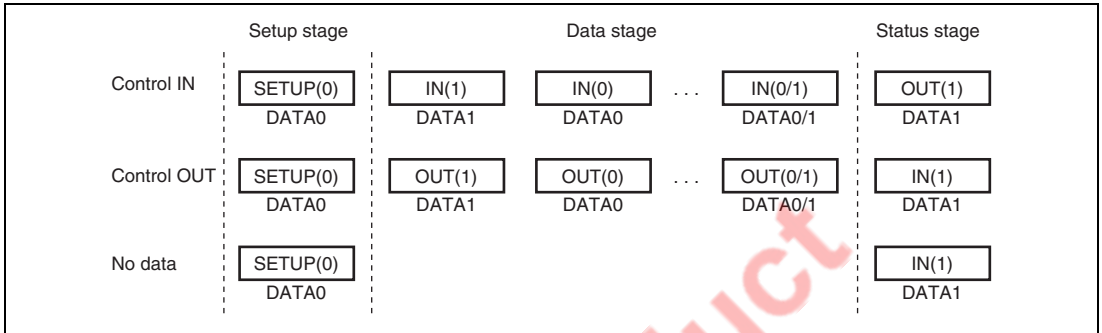 Setup stage Data stage Status stage
Control IN SETUP(0) IN(1) IN(0) . . . IN(0/1) OUT(1)
DATA0 DATA1 DATA0 DATA0/1 DATA1
Control OUT SETUP(0) OUT(1) OUT(0) . . . OUT(0/1) IN(1)
DATA0 DATA1 DATA0 DATA0/1 DATA1
No data SETUP(0) IN(1)
DATA0 DATA1
uct